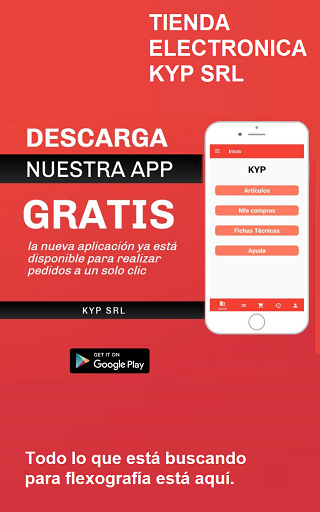 TIENDA
ELECTRONICA
KYP SRL
DESCARGA
NUESTRA APP
GRATIS
la nueva aplicación ya está
disponible para realizar
pedidos a un solo clic
KYP SRL
Inicio
KYP
Artículos
Mis compras
Fichas Técnicas
Ayuda
GET IT ON
Google Play
Todo lo que está buscando
para flexografía está aquí.